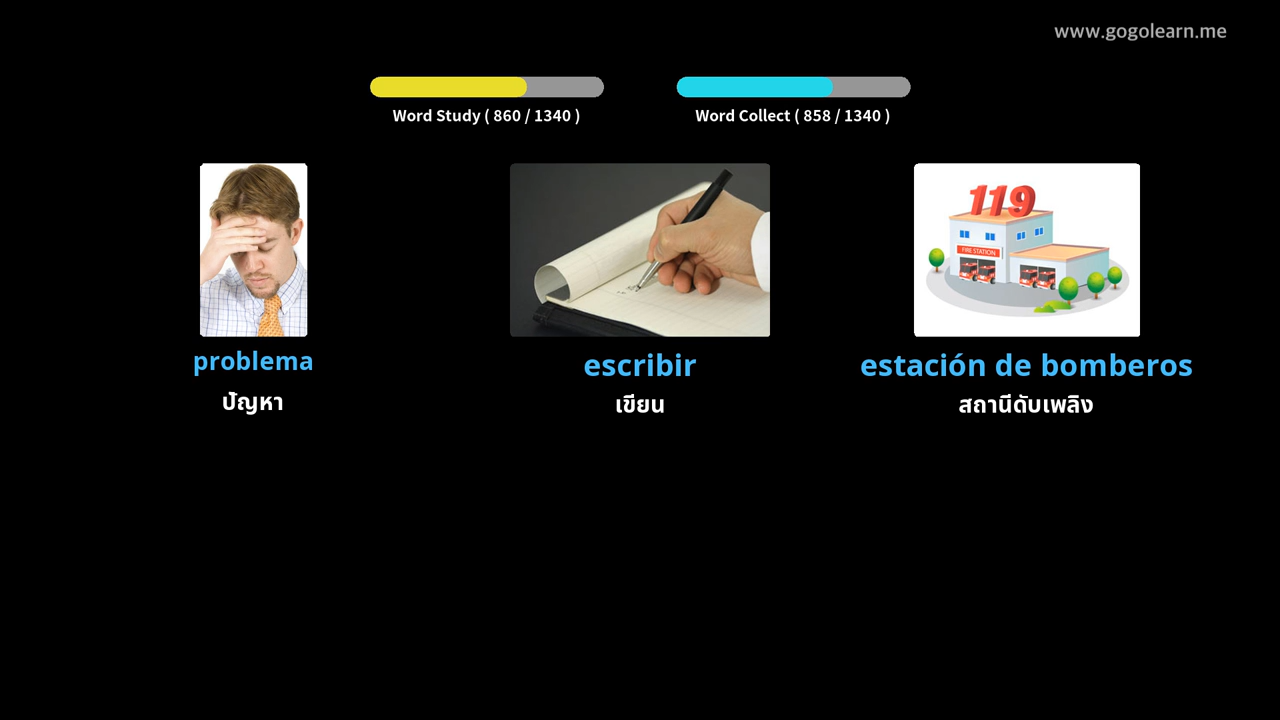 www.gogolearn.me
Word Study ( 860 / 1340 )
Word Collect ( 858 / 1340 )
119
FIRE STATION
problema
escribir
estación de bomberos
ปัญหา
เขียน
สถานีดับเพลิง